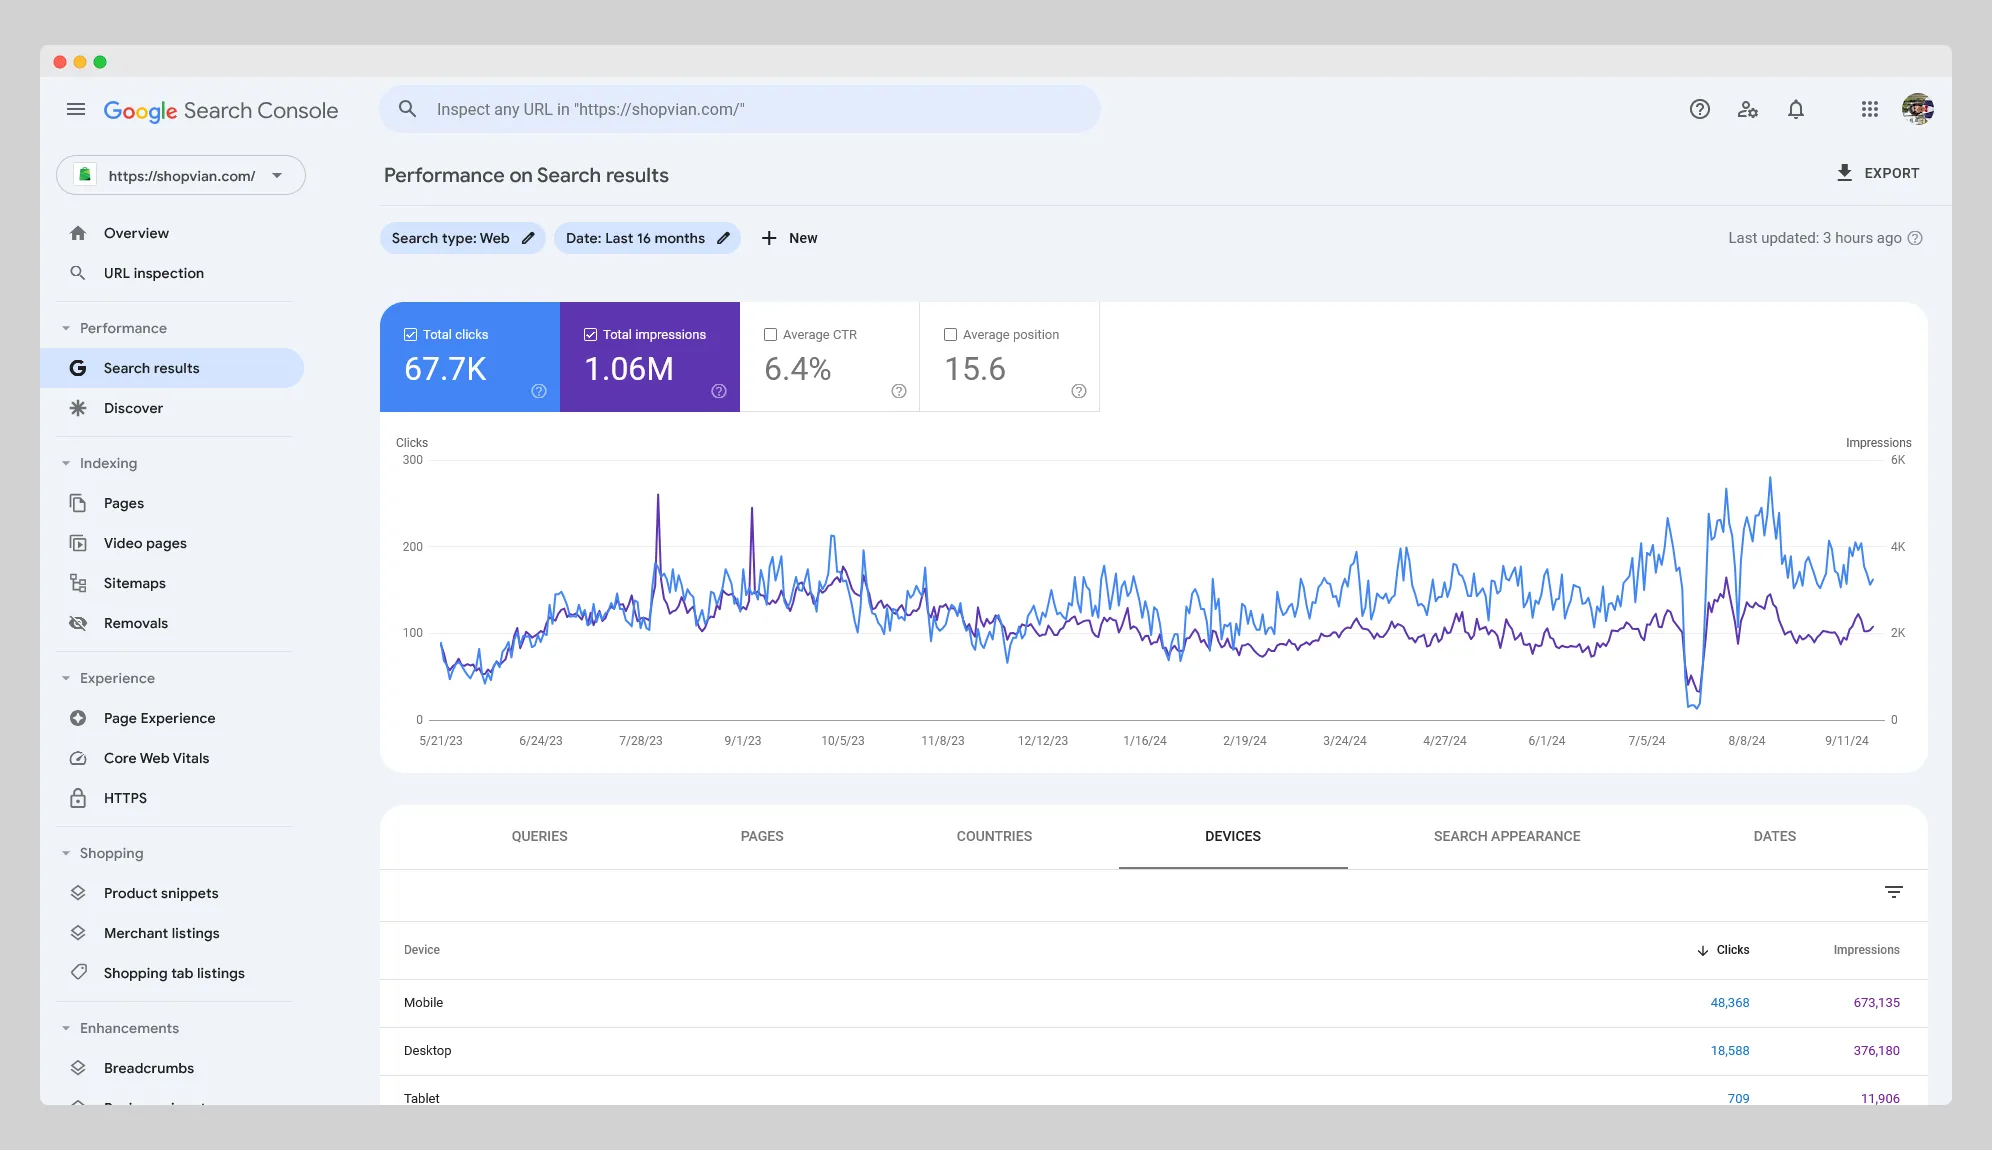 Google Search Console
Inspect any URL in "https://shopvian.com/"
https://shopvian.com/
Overview
URL inspection
Performance
Search results
Discover
Indexing
Pages
Video pages
Sitemaps
Removals
Experience
Page Experience
Core Web Vitals
HTTPS
Shopping
Product snippets
Merchant listings
Shopping tab listings
Enhancements
Breadcrumbs
Performance on Search results
EXPORT
Search type: Web
Date: Last 16 months
New
Last updated: 3 hours ago
Total clicks
67.7K
Total impressions
1.06M
Average CTR
6.4%
Average position
15.6
Clicks
Impressions
300
6K
200
4K
100
2K
0
0
5/21/23 6/24/23 7/28/23 9/1/23 10/5/23 11/8/23 12/12/23 1/16/24 2/19/24 3/24/24 4/27/24 6/1/24 7/5/24 8/8/24 9/11/24
QUERIES PAGES COUNTRIES DEVICES SEARCH APPEARANCE DATES
Device Clicks Impressions
Mobile 48,368 673,135
Desktop 18,588 376,180
Tablet 709 11,906